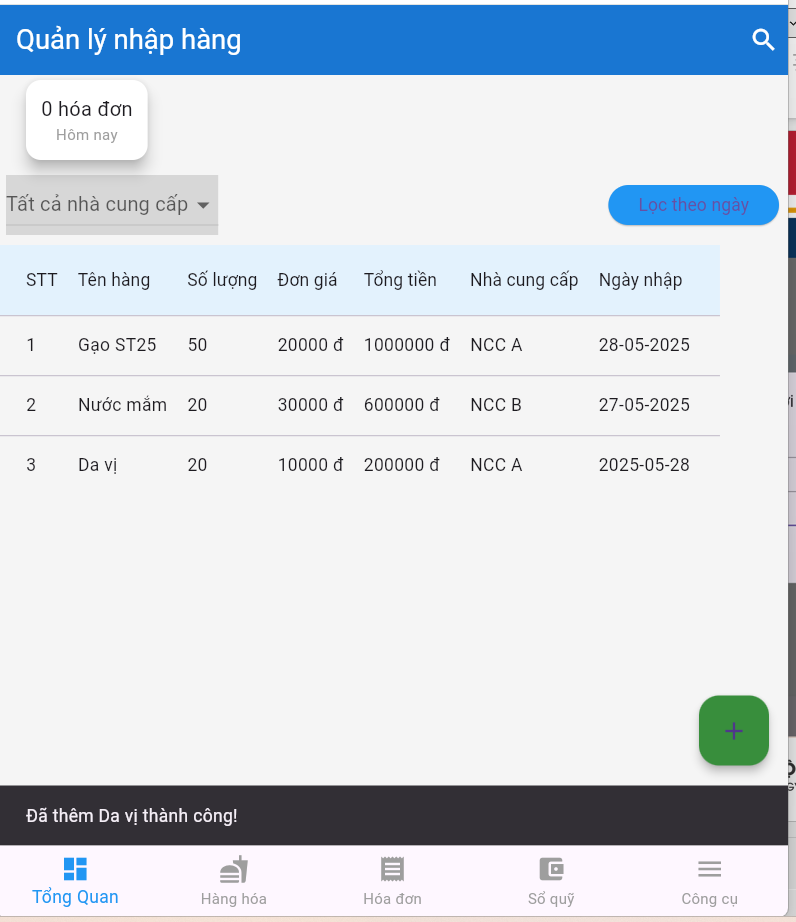 Quản lý nhập hàng
0 hóa đơn
Hôm nay
Tất cả nhà cung cấp
Lọc theo ngày
STT Tên hàng Số lượng Đơn giá Tổng tiền Nhà cung cấp Ngày nhập
1 Gạo ST25 50 20000 đ 1000000 đ NCC A 28-05-2025
2 Nước mắm 20 30000 đ 600000 đ NCC B 27-05-2025
3 Da vị 20 10000 đ 200000 đ NCC A 2025-05-28
Đã thêm Da vị thành công!
Tổng Quan Hàng hóa Hóa đơn Sổ quỹ Công cụ